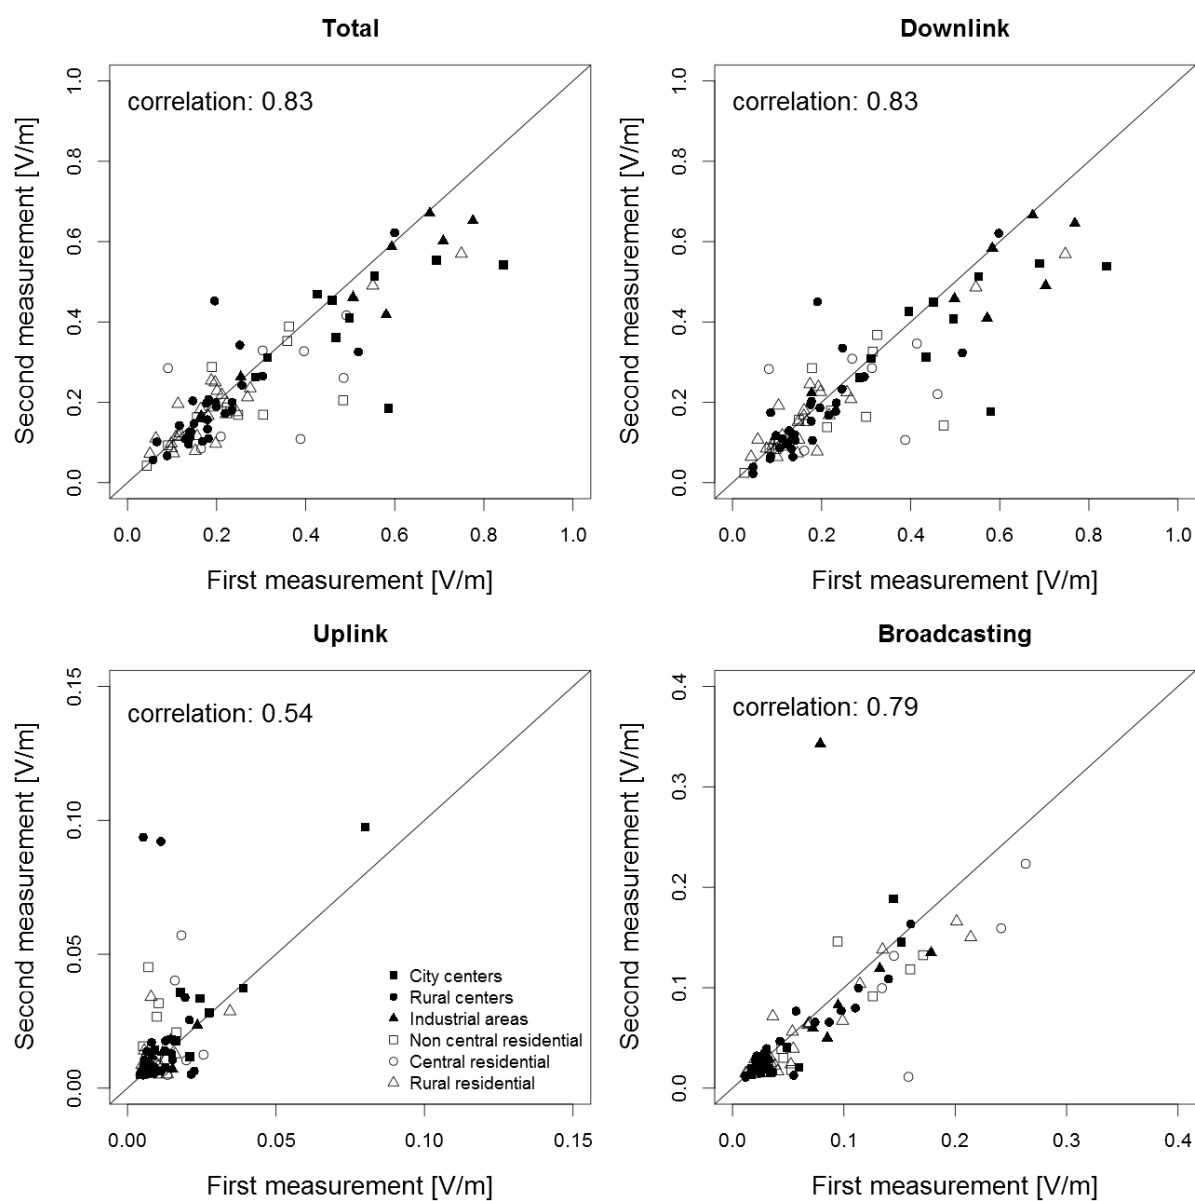 Total
correlation: 0.83
Second measurement [V/m]
0.0 0.2 0.4 0.6 0.8 1.0
0.0 0.2 0.4 0.6 0.8 1.0
First measurement [V/m]
Downlink
correlation: 0.83
Second measurement [V/m]
0.0 0.2 0.4 0.6 0.8 1.0
0.0 0.2 0.4 0.6 0.8 1.0
First measurement [V/m]
Uplink
correlation: 0.54
Second measurement [V/m]
0.00 0.05 0.10 0.15
City centers
Rural centers
Industrial areas
Non central residential
Central residential
Rural residential
0.00 0.05 0.10 0.15
First measurement [V/m]
Broadcasting
correlation: 0.79
Second measurement [V/m]
0.0 0.1 0.2 0.3 0.4
0.0 0.1 0.2 0.3 0.4
First measurement [V/m]